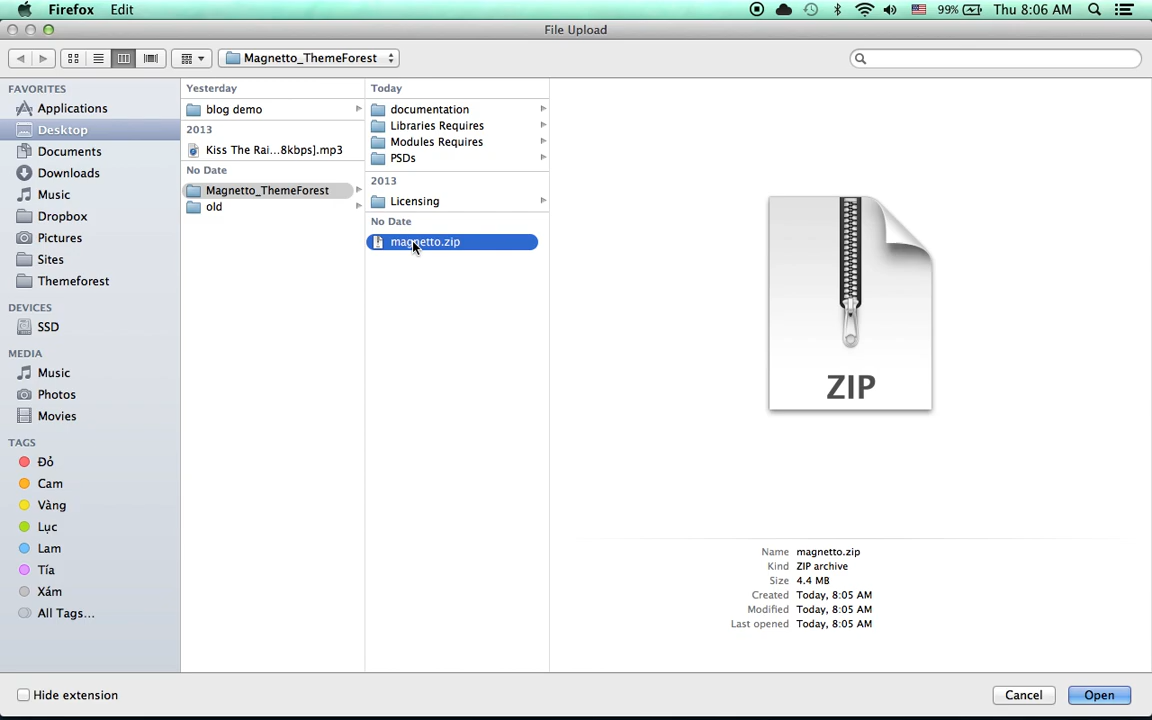 Firefox Edit 99% Thu 8:06 AM
File Upload
Magnetto_ThemeForest
FAVORITES
Applications
Desktop
Documents
Downloads
Music
Dropbox
Pictures
Sites
Themeforest
DEVICES
SSD
MEDIA
Music
Photos
Movies
TAGS
Đỏ
Cam
Vàng
Lục
Lam
Tía
Xám
All Tags...
Yesterday
blog demo
2013
Kiss The Rai...8kbps].mp3
No Date
Magnetto_ThemeForest
old
Today
documentation
Libraries Requires
Modules Requires
PSDs
2013
Licensing
No Date
magnetto.zip
ZIP
Name magnetto.zip
Kind ZIP archive
Size 4.4 MB
Created Today, 8:05 AM
Modified Today, 8:05 AM
Last opened Today, 8:05 AM
Hide extension
Cancel
Open